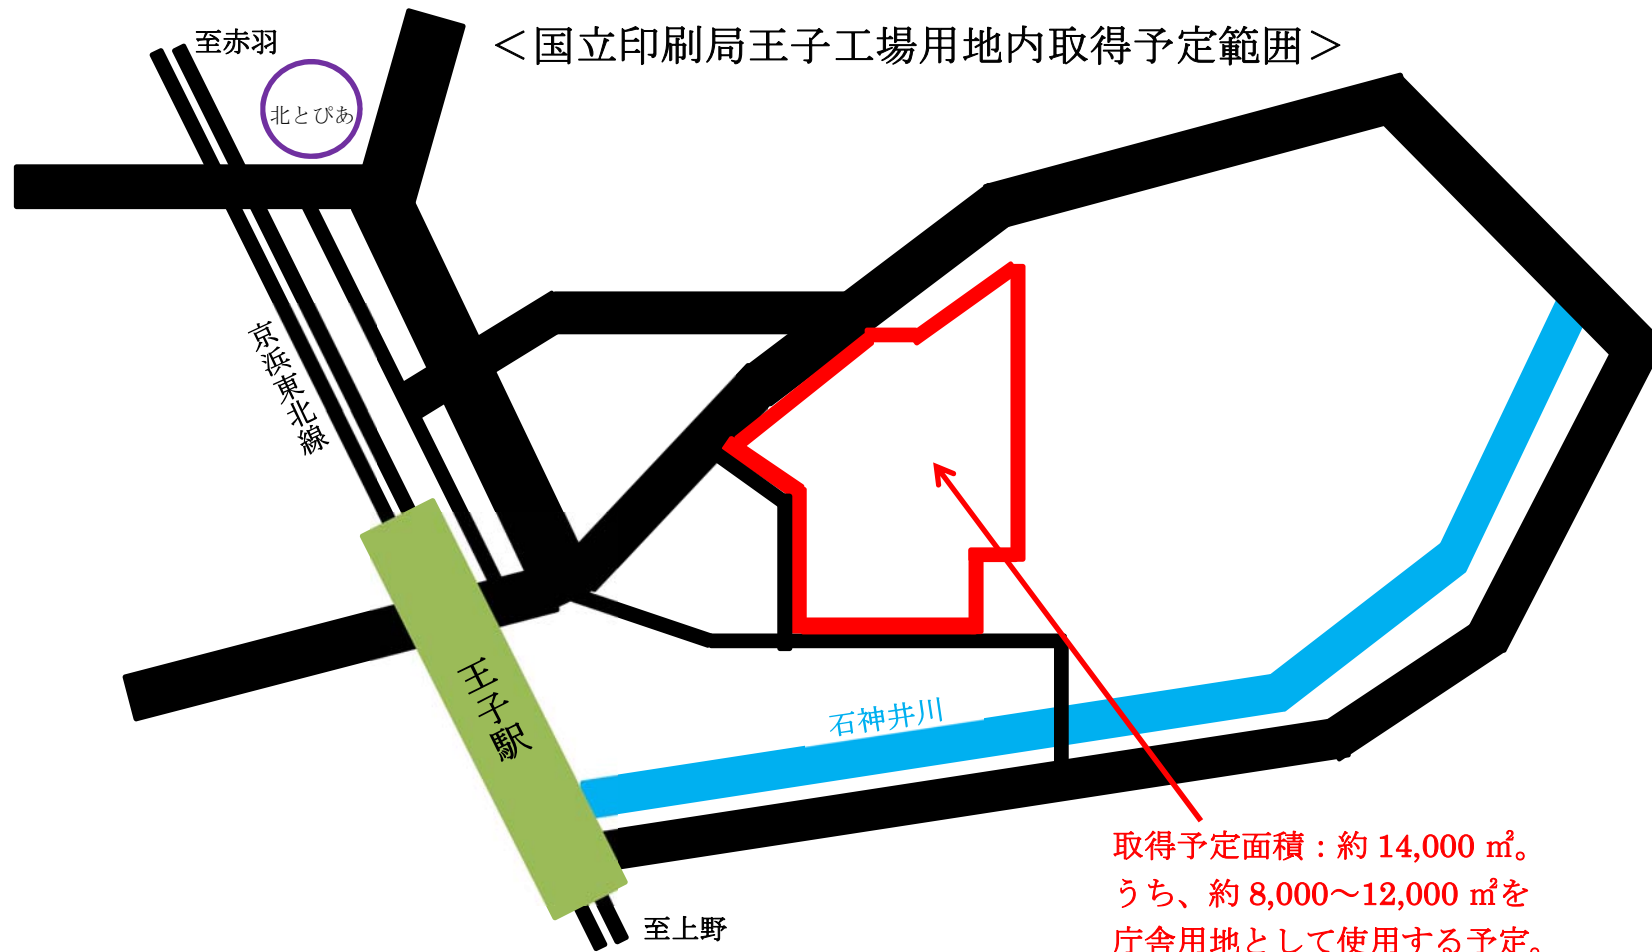 ＜国立印刷局王子工場用地内取得予定範囲＞
至赤羽
北とぴあ
京浜東北線
王子駅
石神井川
至上野
取得予定面積：約 14,000 ㎡。
うち、約 8,000～12,000 ㎡を
庁舎用地として使用する予定。